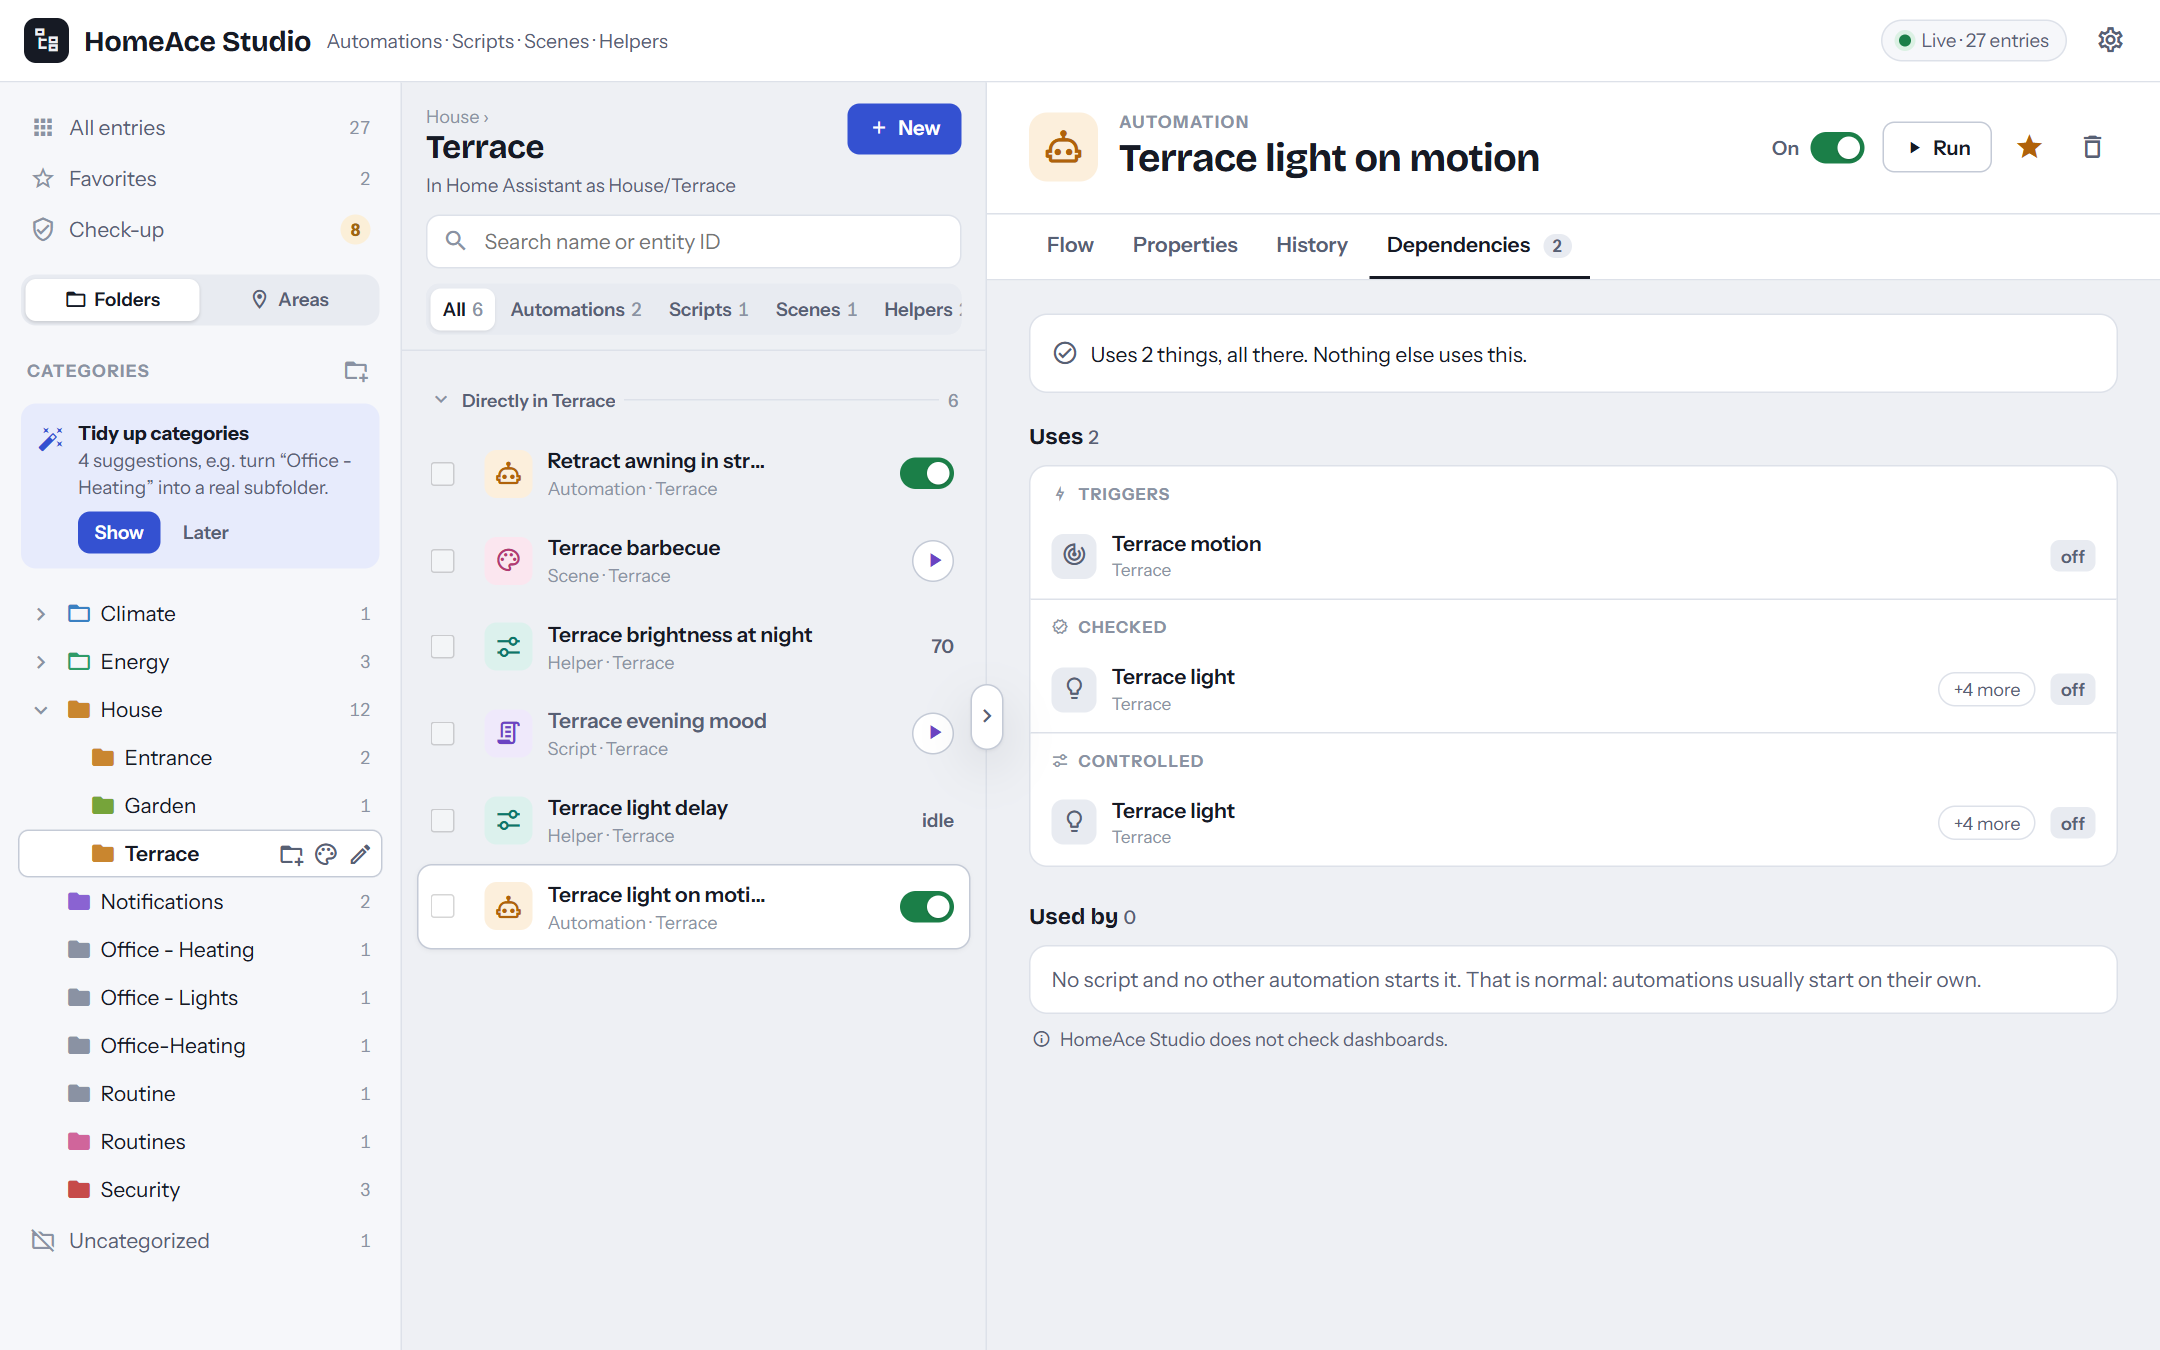 HomeAce Studio
Automations · Scripts · Scenes · Helpers
Live · 27 entries
All entries 27
Favorites 2
Check-up 8
Folders
Areas
CATEGORIES
Tidy up categories
4 suggestions, e.g. turn “Office -
Heating” into a real subfolder.
Show
Later
Climate 1
Energy 3
House 12
Entrance 2
Garden 1
Terrace
Notifications 2
Office - Heating 1
Office - Lights 1
Office-Heating 1
Routine 1
Routines 1
Security 3
Uncategorized 1
House ›
Terrace
In Home Assistant as House/Terrace
+ New
Search name or entity ID
All 6
Automations 2
Scripts 1
Scenes 1
Helpers
Directly in Terrace 6
Retract awning in str...
Automation · Terrace
Terrace barbecue
Scene · Terrace
Terrace brightness at night
Helper · Terrace
70
Terrace evening mood
Script · Terrace
Terrace light delay
Helper · Terrace
idle
Terrace light on moti...
Automation · Terrace
AUTOMATION
Terrace light on motion
On
Run
Flow
Properties
History
Dependencies 2
Uses 2 things, all there. Nothing else uses this.
Uses 2
TRIGGERS
Terrace motion
Terrace
off
CHECKED
Terrace light
Terrace
+4 more
off
CONTROLLED
Terrace light
Terrace
+4 more
off
Used by 0
No script and no other automation starts it. That is normal: automations usually start on their own.
HomeAce Studio does not check dashboards.